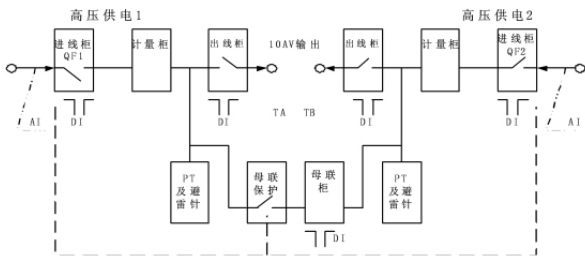 高压供电1
高压供电2
进线柜
QF1
计量柜
出线柜
10AV输出
出线柜
计量柜
进线柜
QF2
AI
DI
DI
TA
TB
DI
DI
AI
PT
及避
雷针
母联
保护
母联
柜
PT
及避
雷针
DI